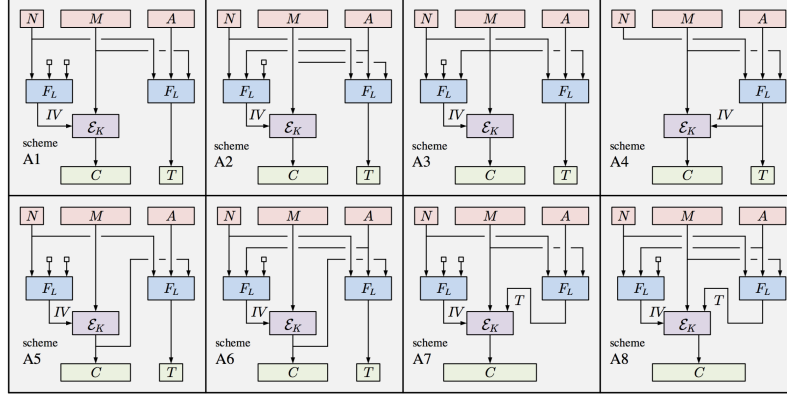 N M A N M A N M A N M A
F_L F_L F_L F_L F_L F_L F_L
IV IV IV IV
scheme A1 ℰ_K scheme A2 ℰ_K scheme A3 ℰ_K scheme A4 ℰ_K
C T C T C T C T
N M A N M A N M A N M A
F_L F_L F_L F_L F_L F_L F_L F_L
IV IV IV T IV T
scheme A5 ℰ_K scheme A6 ℰ_K scheme A7 ℰ_K scheme A8 ℰ_K
C T C T C C